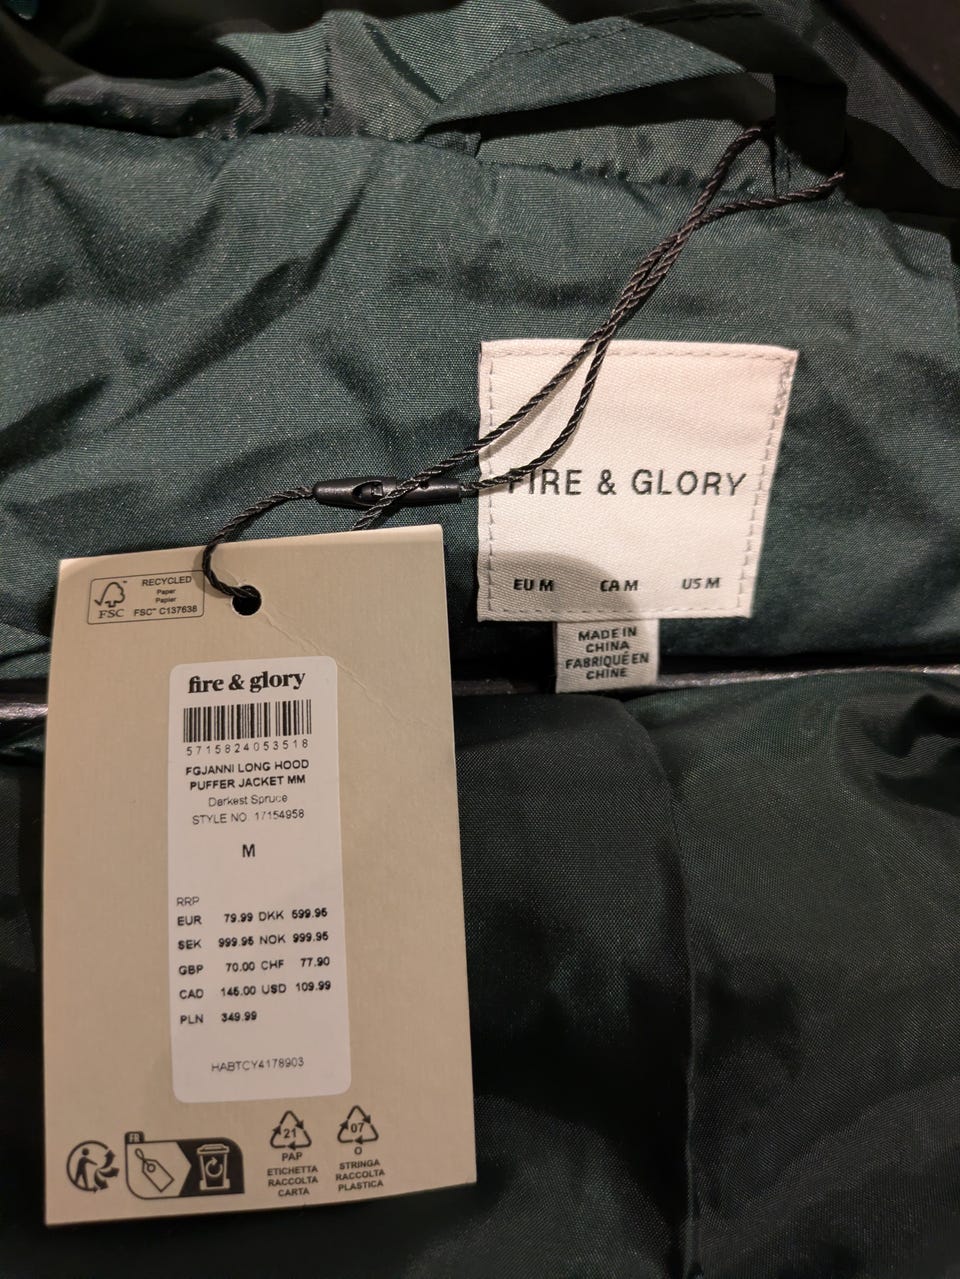 FIRE & GLORY
EU M CA M US M
MADE IN
CHINA
FABRIQUÉ EN
CHINE
RECYCLED
Paper
Papier
FSC™ C137638
FSC
fire & glory
5715824053518
FGJANNI LONG HOOD
PUFFER JACKET MM
Darkest Spruce
STYLE NO. 17154958
M
RRP
EUR 79.99 DKK 599.95
SEK 999.95 NOK 999.95
GBP 70.00 CHF 77.90
CAD 145.00 USD 109.99
PLN 349.99
HABTCY4178903
FR
21
PAP
ETICHETTA
RACCOLTA
CARTA
07
O
STRINGA
RACCOLTA
PLASTICA